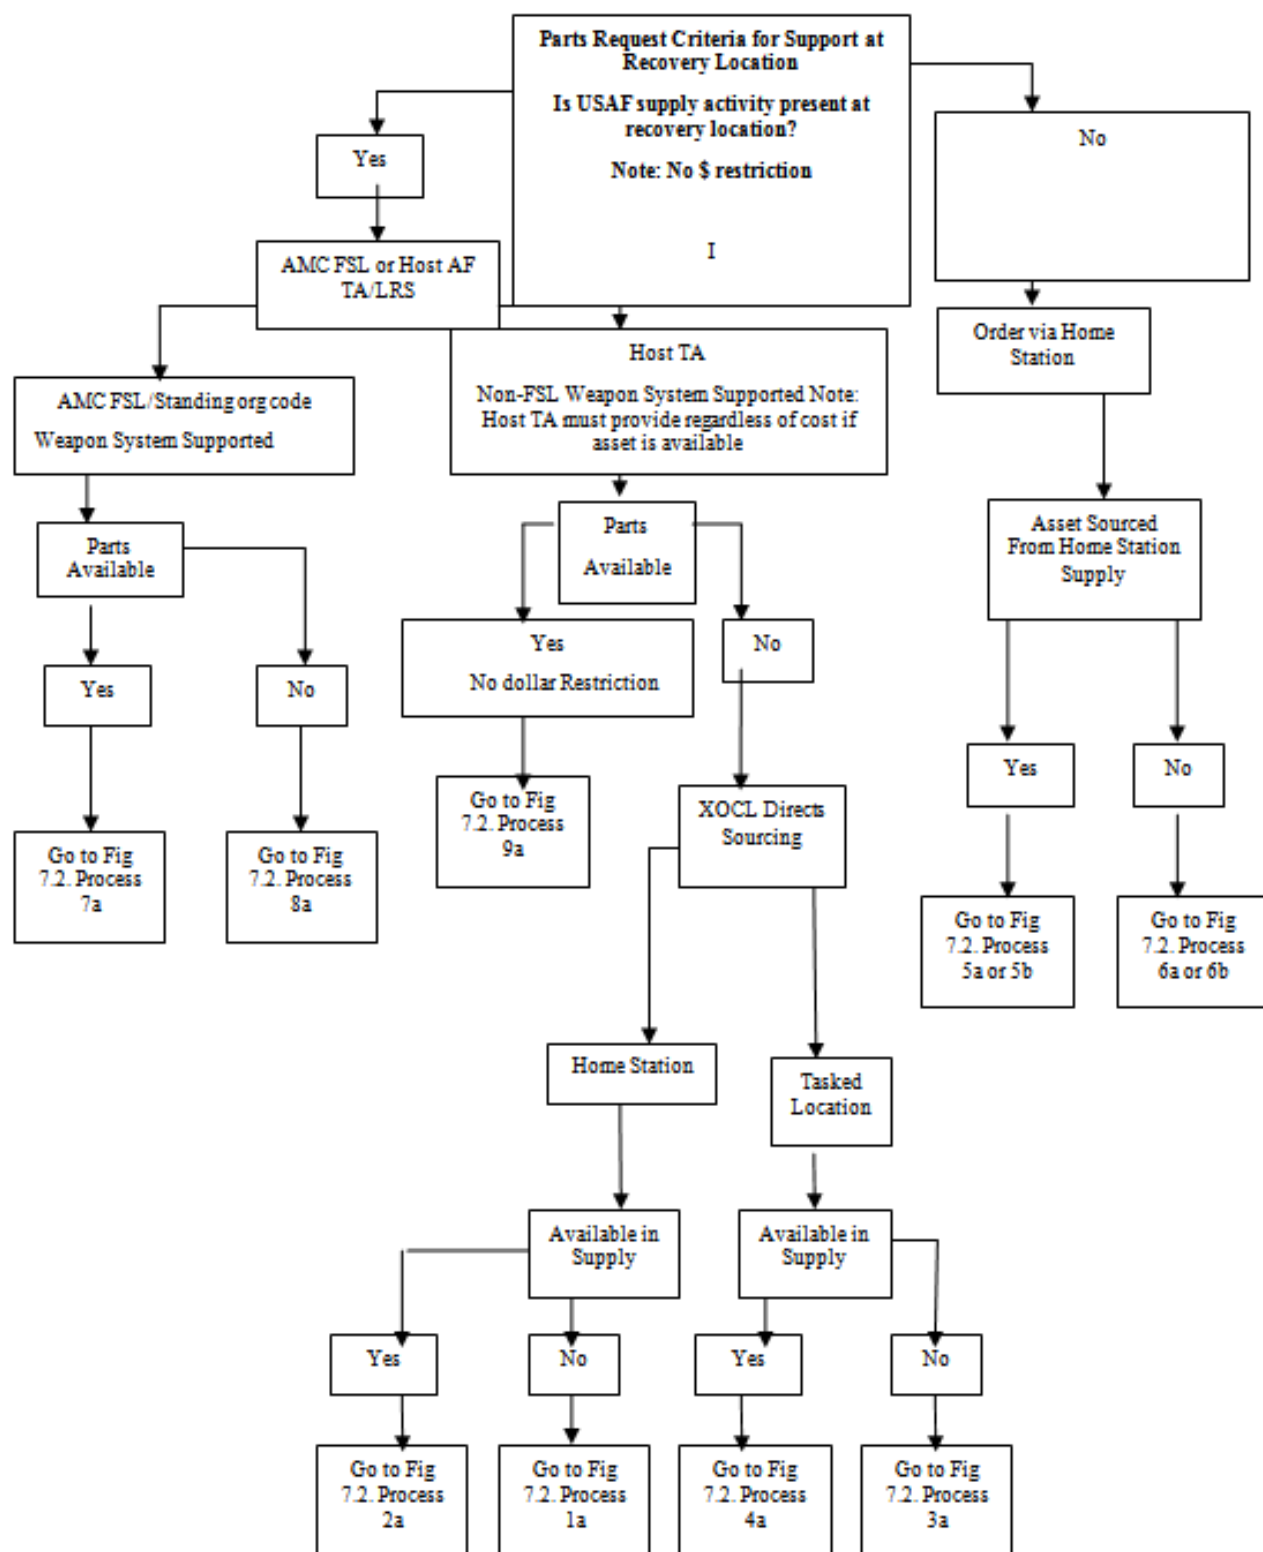 Parts Request Criteria for Support at
Recovery Location
Is USAF supply activity present at
recovery location?
Note: No $ restriction
I
Yes
No
AMC FSL or Host AF
TA/LRS
Order via Home
Station
Host TA
Non-FSL Weapon System Supported Note:
Host TA must provide regardless of cost if
asset is available
AMC FSL/Standing org code
Weapon System Supported
Parts
Available
Parts
Available
Asset Sourced
From Home Station
Supply
Yes
No
Yes
No dollar Restriction
No
Yes
No
Go to Fig
7.2. Process
7a
Go to Fig
7.2. Process
8a
Go to Fig
7.2. Process
9a
XOCL Directs
Sourcing
Go to Fig
7.2. Process
5a or 5b
Go to Fig
7.2. Process
6a or 6b
Home Station
Tasked
Location
Available in
Supply
Available in
Supply
Yes
No
Yes
No
Go to Fig
7.2. Process
2a
Go to Fig
7.2. Process
1a
Go to Fig
7.2. Process
4a
Go to Fig
7.2. Process
3a